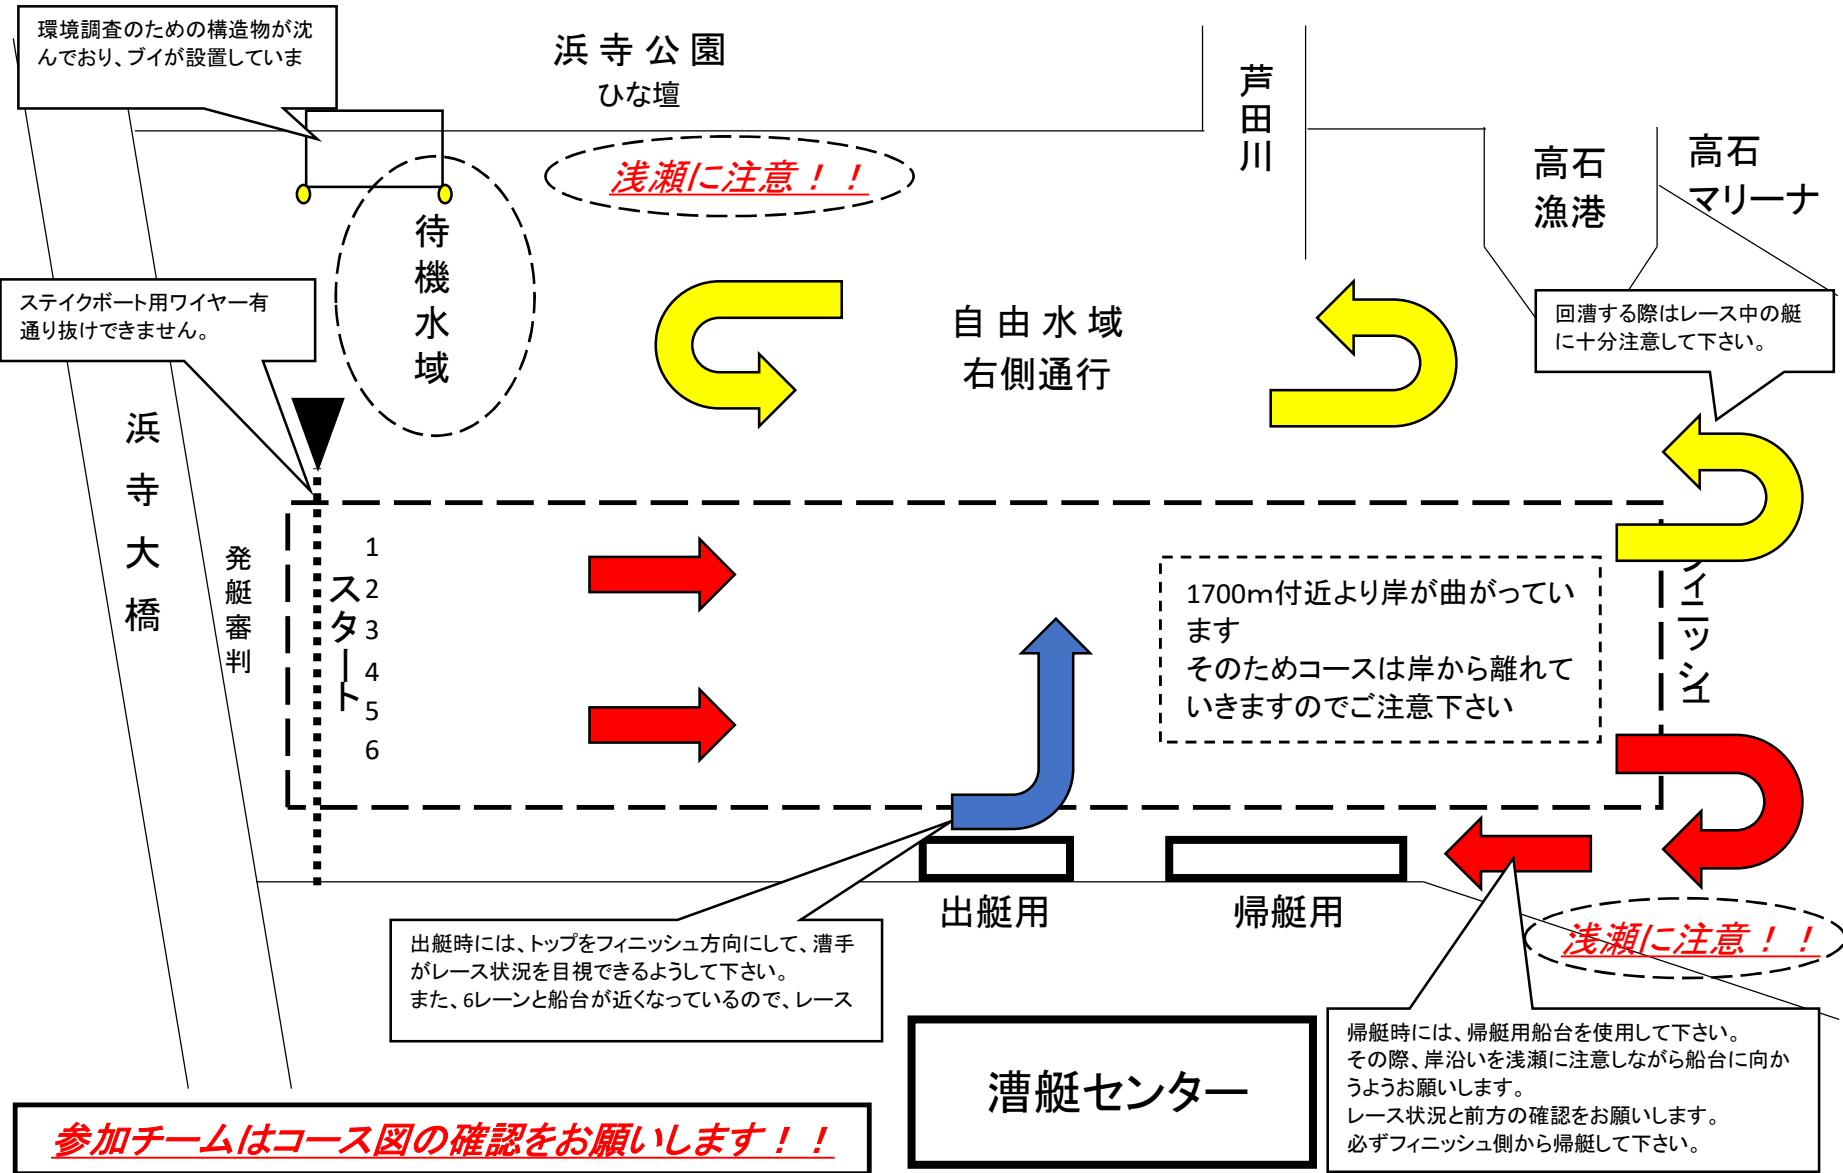 環境調査のための構造物が沈
んでおり、ブイが設置していま
浜寺公園
ひな壇
芦田川
高石
漁港
高石
マリーナ
浅瀬に注意！！
待機水域
ステイクボート用ワイヤー有
通り抜けできません。
自由水域
右側通行
回漕する際はレース中の艇
に十分注意して下さい。
浜寺大橋
発艇審判
スタート
1
2
3
4
5
6
1700m付近より岸が曲がってい
ます
そのためコースは岸から離れて
いきますのでご注意下さい
フィニッシュ
出艇用
帰艇用
浅瀬に注意！！
出艇時には、トップをフィニッシュ方向にして、漕手
がレース状況を目視できるようして下さい。
また、6レーンと船台が近くなっているので、レース
漕艇センター
帰艇時には、帰艇用船台を使用して下さい。
その際、岸沿いを浅瀬に注意しながら船台に向か
うようお願いします。
レース状況と前方の確認をお願いします。
必ずフィニッシュ側から帰艇して下さい。
参加チームはコース図の確認をお願いします！！